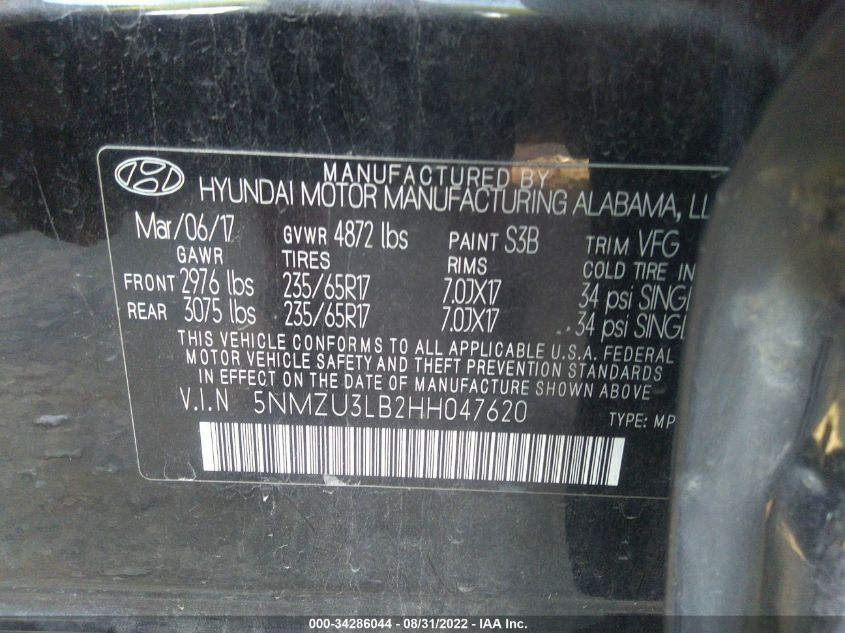 MANUFACTURED BY
HYUNDAI MOTOR MANUFACTURING ALABAMA, LL
Mar/06/17 GVWR 4872 lbs PAINT S3B TRIM VFG
GAWR TIRES RIMS COLD TIRE IN
FRONT 2976 lbs 235/65R17 7.0JX17 34 psi SINGL
REAR 3075 lbs 235/65R17 7.0JX17 34 psi SINGL
THIS VEHICLE CONFORMS TO ALL APPLICABLE U.S.A. FEDERAL
MOTOR VEHICLE SAFETY AND THEFT PREVENTION STANDARDS
IN EFFECT ON THE DATE OF MANUFACTURE SHOWN ABOVE
V.I.N 5NMZU3LB2HH047620 TYPE: MP
000-34286044 - 08/31/2022 - IAA Inc.